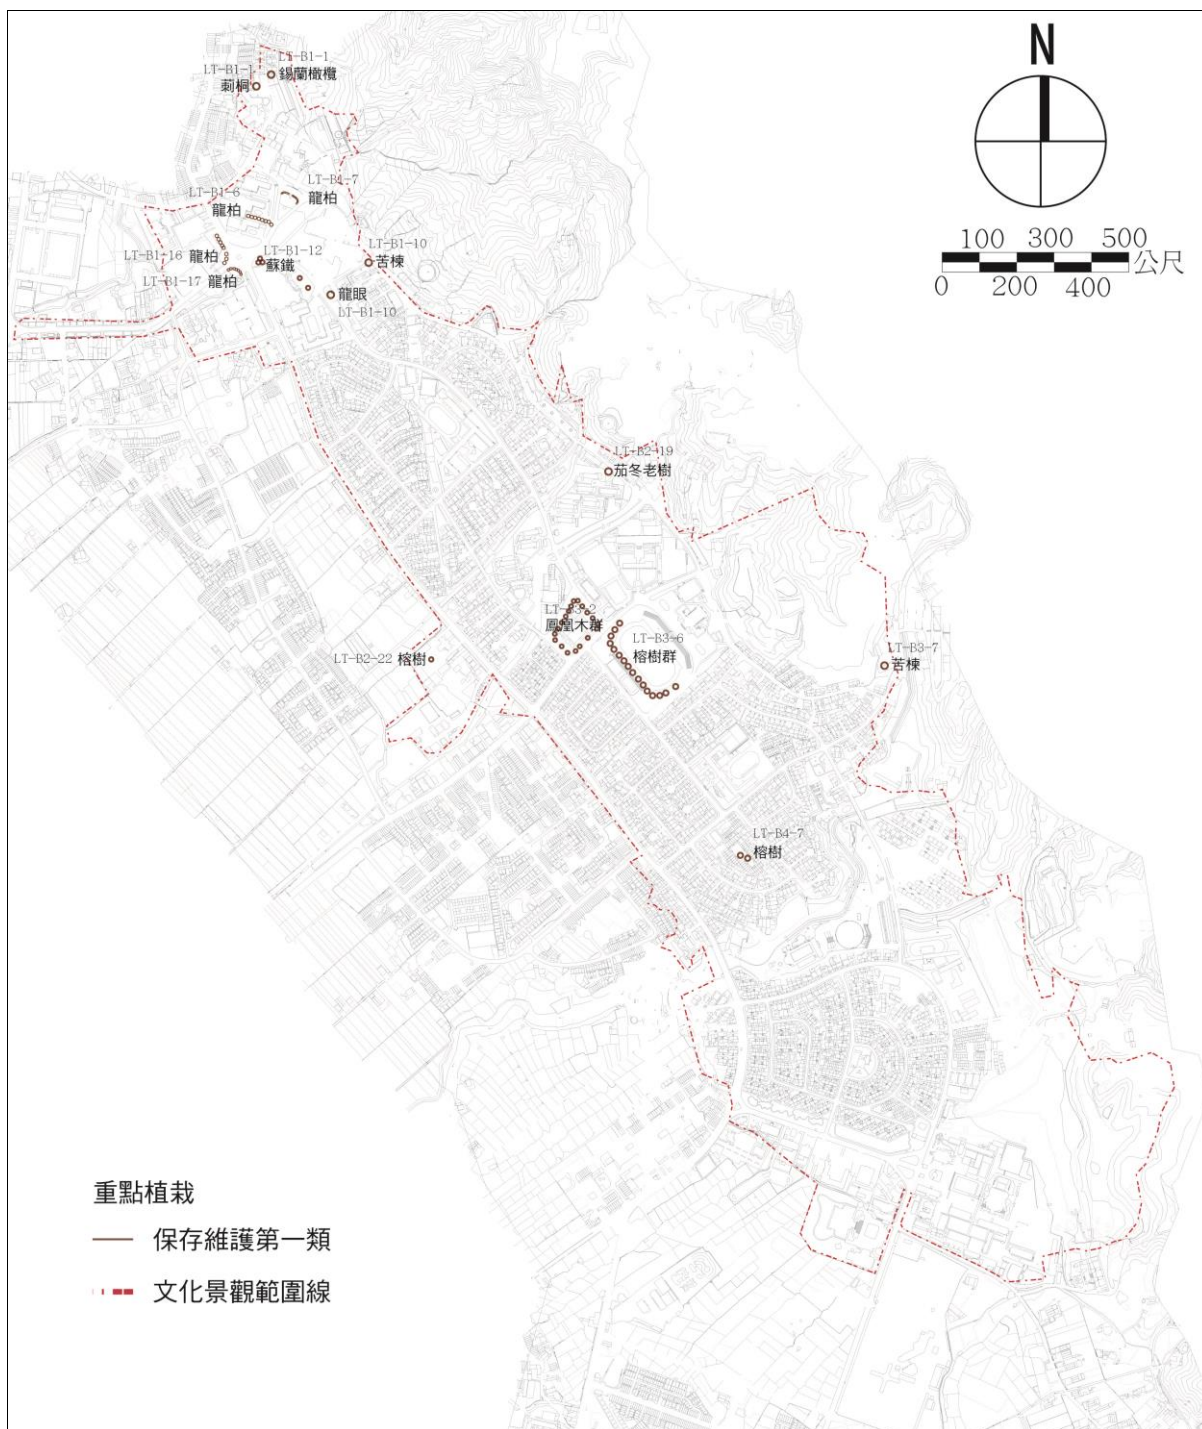 N
100 300 500
公尺
0 200 400
LT-B1-1
錫蘭橄欖
LT-B1-1
莿桐
LT-B1-7
龍柏
LT-B1-6
龍柏
LT-B1-16 龍柏
LT-B1-17 龍柏
LT-B1-12
蘇鐵
LT-B1-10
苦楝
龍眼
LT-B1-10
LT-B2-19
茄冬老樹
LT-B3-2
鳳凰木群
LT-B3-6
榕樹群
LT-B2-22 榕樹
LT-B3-7
苦楝
LT-B4-7
榕樹
重點植栽
保存維護第一類
文化景觀範圍線